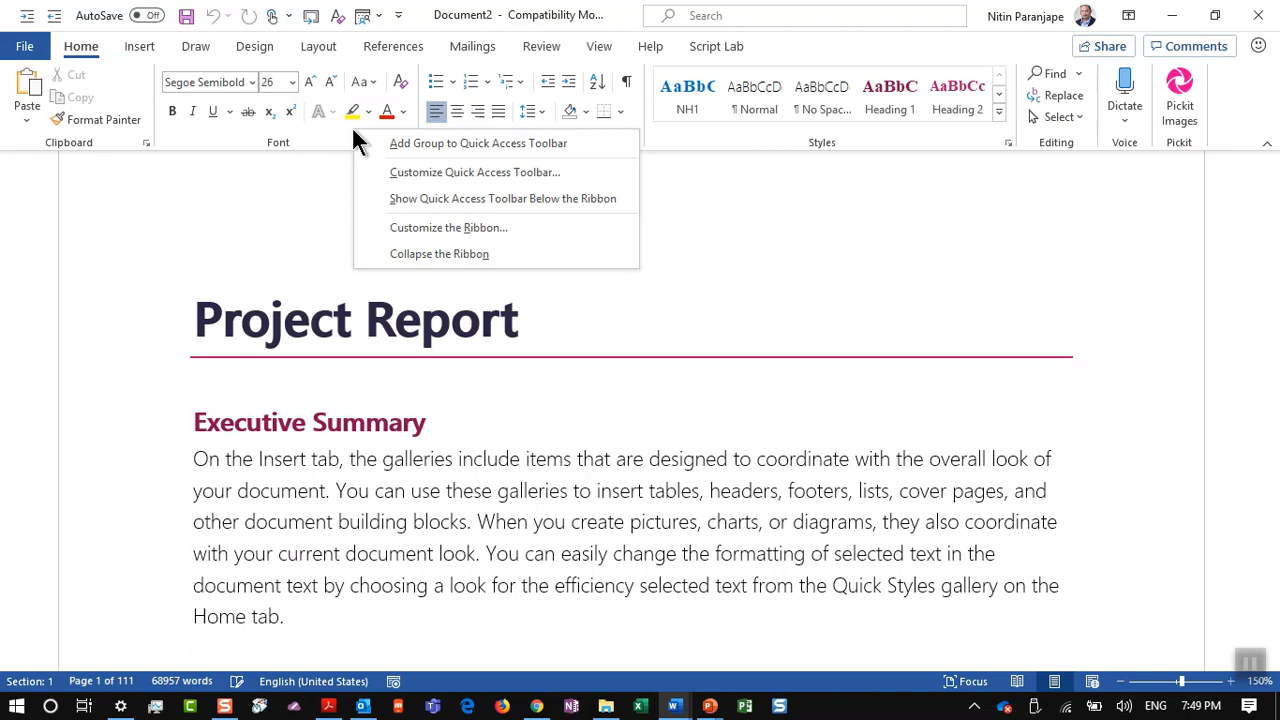 AutoSave Off Document2 - Compatibility Mo... Search Nitin Paranjape
File Home Insert Draw Design Layout References Mailings Review View Help Script Lab Share Comments
Paste
Cut
Copy
Format Painter
Clipboard
Segoe Semibold 26
Font
AaBbC NH1
AaBbCcDd ¶ Normal
AaBbCcD ¶ No Spac...
AaBbC Heading 1
AaBbC Heading 2
Styles
Find
Replace
Select
Editing
Dictate
Voice
Pickit Images
Pickit
Add Group to Quick Access Toolbar
Customize Quick Access Toolbar...
Show Quick Access Toolbar Below the Ribbon
Customize the Ribbon...
Collapse the Ribbon
Project Report
Executive Summary
On the Insert tab, the galleries include items that are designed to coordinate with the overall look of
your document. You can use these galleries to insert tables, headers, footers, lists, cover pages, and
other document building blocks. When you create pictures, charts, or diagrams, they also coordinate
with your current document look. You can easily change the formatting of selected text in the
document text by choosing a look for the efficiency selected text from the Quick Styles gallery on the
Home tab.
Section: 1 Page 1 of 111 68957 words English (United States) Focus 150%
ENG 7:49 PM